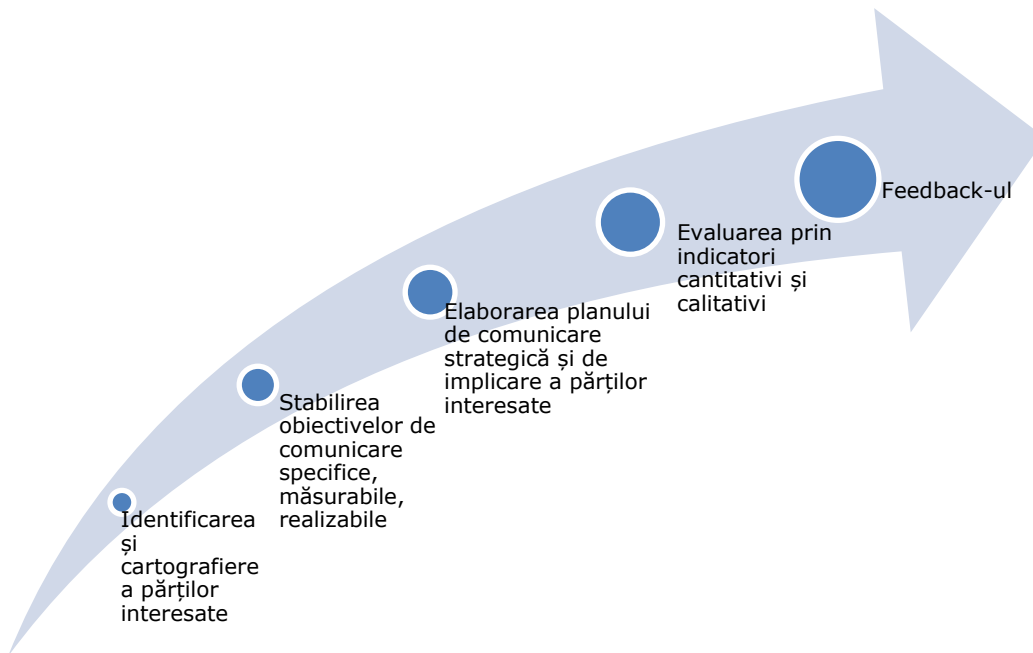 Identificarea
și
cartografiere
a părților
interesate
Stabilirea
obiectivelor de
comunicare
specifice,
măsurabile,
realizabile
Elaborarea planului
de comunicare
strategică și de
implicare a părților
interesate
Evaluarea prin
indicatori
cantitativi și
calitativi
Feedback-ul